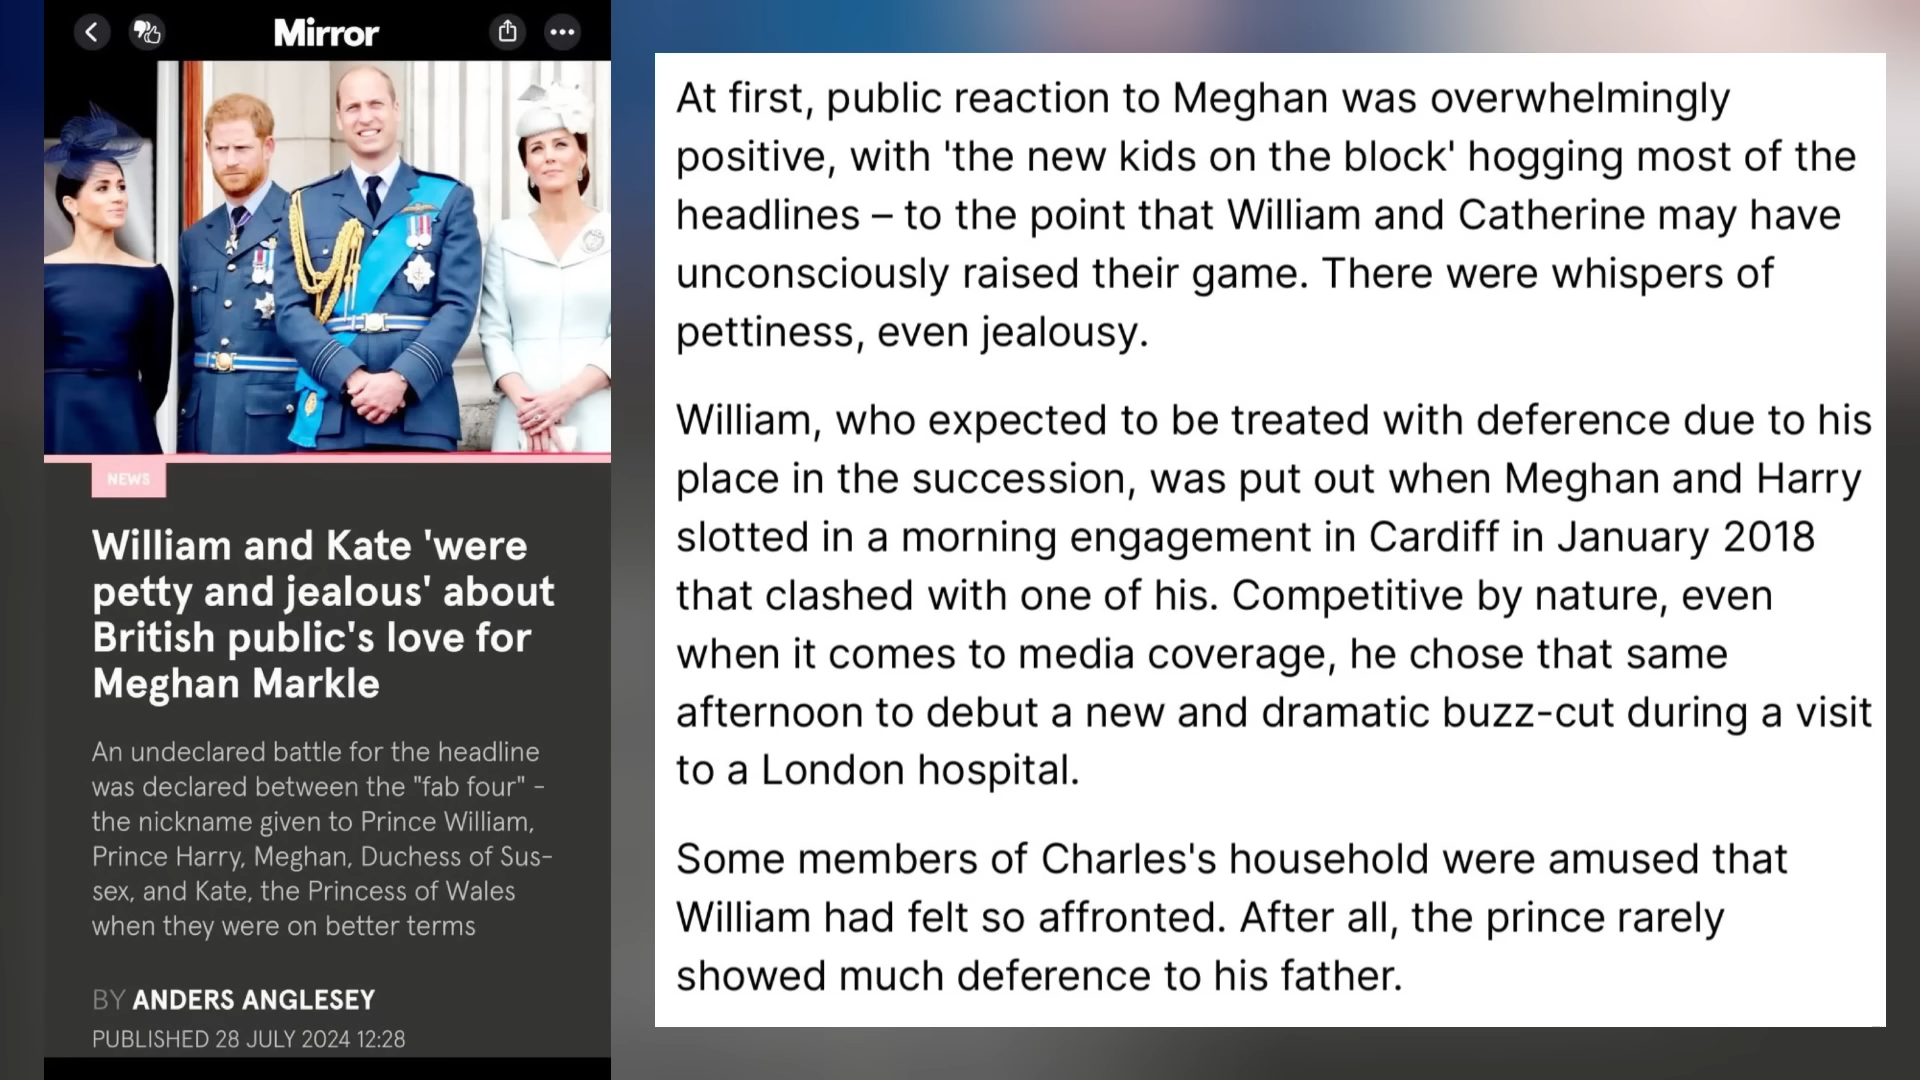 Mirror
NEWS
William and Kate 'were
petty and jealous' about
British public's love for
Meghan Markle
An undeclared battle for the headline
was declared between the "fab four" –
the nickname given to Prince William,
Prince Harry, Meghan, Duchess of Sus-
sex, and Kate, the Princess of Wales
when they were on better terms
BY ANDERS ANGLESEY
PUBLISHED 28 JULY 2024 12:28
At first, public reaction to Meghan was overwhelmingly
positive, with 'the new kids on the block' hogging most of the
headlines – to the point that William and Catherine may have
unconsciously raised their game. There were whispers of
pettiness, even jealousy.
William, who expected to be treated with deference due to his
place in the succession, was put out when Meghan and Harry
slotted in a morning engagement in Cardiff in January 2018
that clashed with one of his. Competitive by nature, even
when it comes to media coverage, he chose that same
afternoon to debut a new and dramatic buzz-cut during a visit
to a London hospital.
Some members of Charles's household were amused that
William had felt so affronted. After all, the prince rarely
showed much deference to his father.